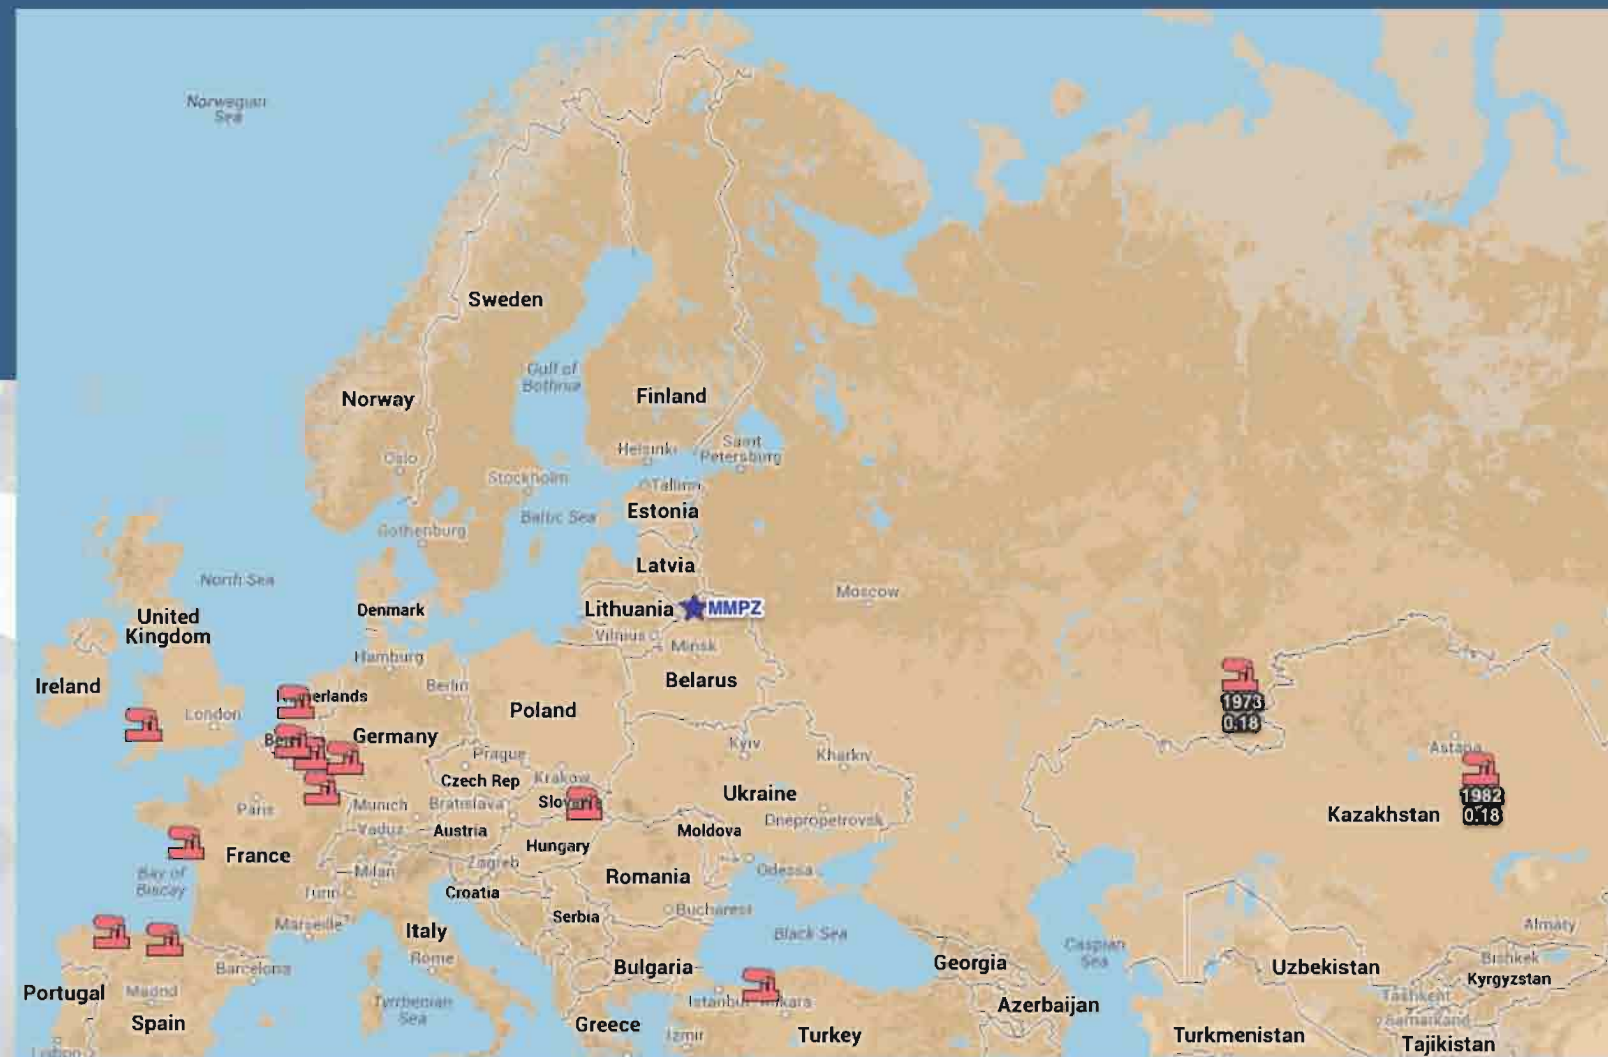 Norwegian
Sea
Sweden
Gulf of
Bothnia
Norway
Finland
Helsinki
Saint
Petersburg
Oslo
Stockholm
Tallinn
Estonia
Baltic Sea
Gothenburg
Latvia
North Sea
Moscow
United
Kingdom
Denmark
Lithuania
MMPZ
Vilnius
Minsk
Hamburg
Ireland
Belarus
Berlin
London
Poland
1973
0.18
Germany
Kyiv
Kharkiv
Astana
Prague
Czech Rep
Krakow
Ukraine
1982
0.18
Paris
Munich
Bratislava
Kazakhstan
Dnepropetrovsk
Vaduz
Austria
Moldova
Hungary
France
Zagreb
Milan
Odessa
Bay of
Biscay
Romania
Turin
Croatia
Bucharest
Serbia
Marseille
Italy
Black Sea
Almaty
Caspian
Sea
Rome
Barcelona
Bulgaria
Georgia
Uzbekistan
Bishkek
Kyrgyzstan
Portugal
Madrid
Istanbul
Tyrrhenian
Sea
Tashkent
Azerbaijan
Spain
Greece
Izmir
Turkey
Samarkand
Turkmenistan
Tajikistan